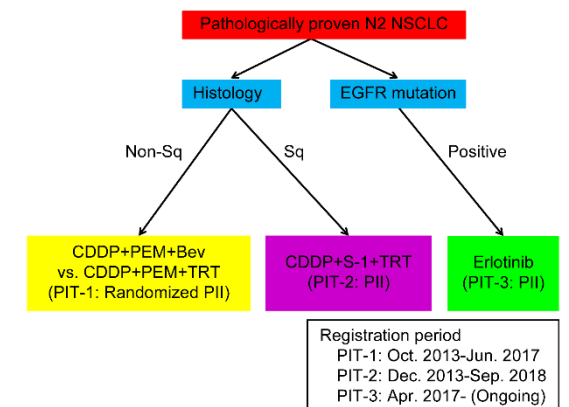 Pathologically proven N2 NSCLC
Histology
EGFR mutation
Non-Sq
Sq
Positive
CDDP+PEM+Bev
vs. CDDP+PEM+TRT
(PIT-1: Randomized PII)
CDDP+S-1+TRT
(PIT-2: PII)
Erlotinib
(PIT-3: PII)
Registration period
PIT-1: Oct. 2013-Jun. 2017
PIT-2: Dec. 2013-Sep. 2018
PIT-3: Apr. 2017- (Ongoing)